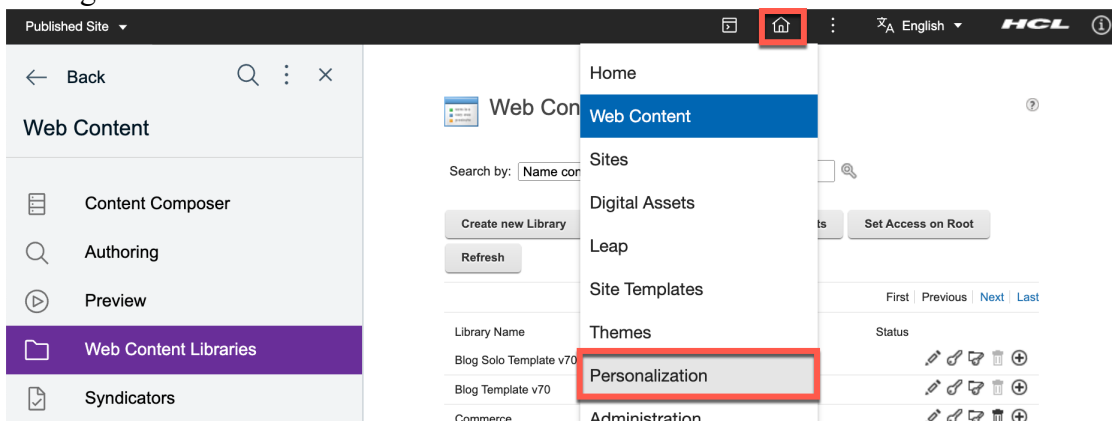 Published Site
English
HCL
Back
Web Content
Content Composer
Authoring
Preview
Web Content Libraries
Syndicators
Home
Web Content
Sites
Digital Assets
Leap
Site Templates
Themes
Personalization
Administration
Web Con
Search by: Name con
Create new Library
ts
Set Access on Root
Refresh
First Previous Next Last
Library Name Status
Blog Solo Template v70
Blog Template v70
Commerce